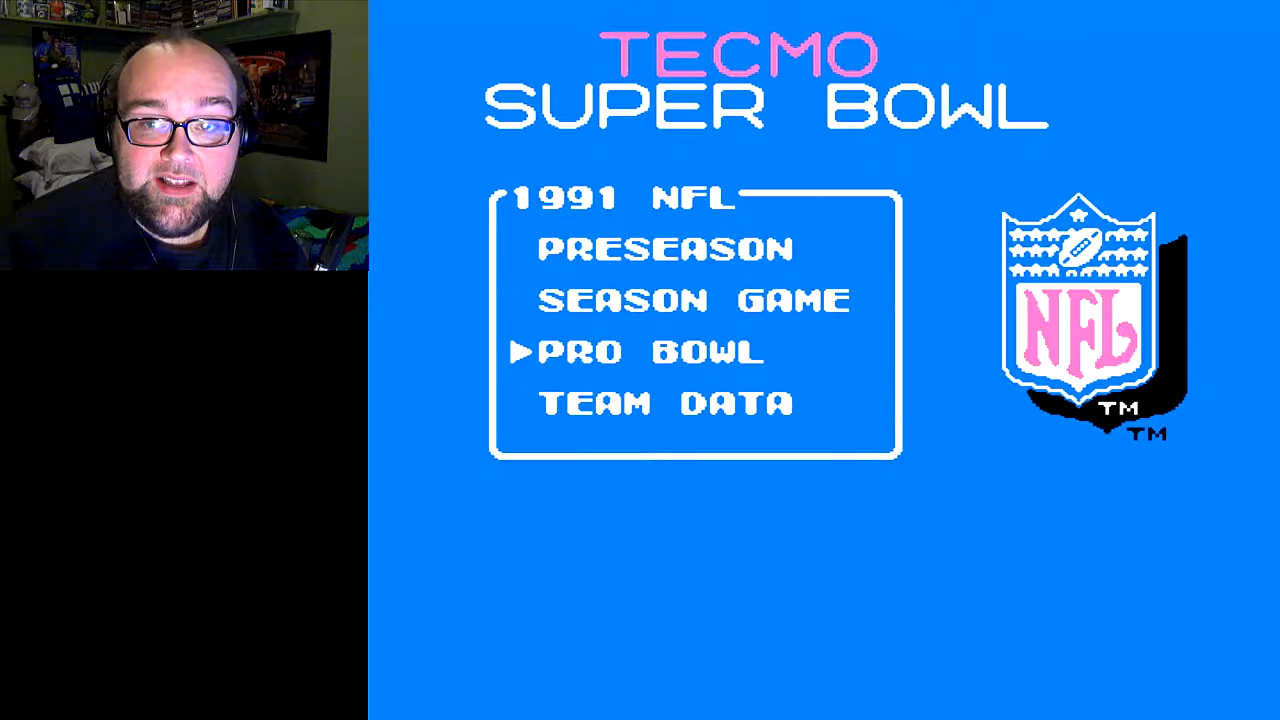 TECMO
SUPER BOWL
1991 NFL
PRESEASON
SEASON GAME
PRO BOWL
TEAM DATA
NFL
TM
TM